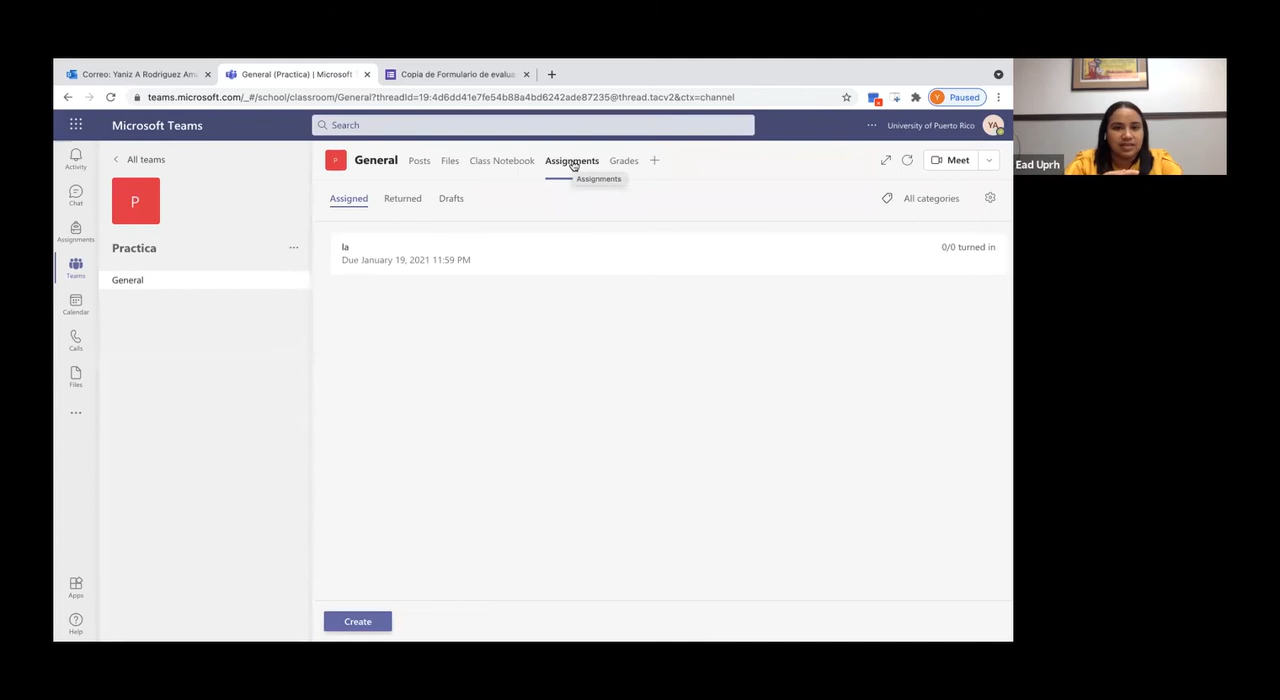 Correo: Yaniz A Rodriguez Am
General (Practica) | Microsoft
Copia de Formulario de evalua
teams.microsoft.com/_#/school/classroom/General?threadId=19:4d6dd41e7fe54b88a4bd6242ade87235@thread.tacv2&ctx=channel
Y Paused
Microsoft Teams
Search
University of Puerto Rico
YA
Activity
Chat
Assignments
Teams
Calendar
Calls
Files
Apps
Help
All teams
P
Practica
General
P
General Posts Files Class Notebook Assignments Grades
Meet
Assignments
Assigned Returned Drafts
All categories
la
Due January 19, 2021 11:59 PM
0/0 turned in
Create
Ead Uprh